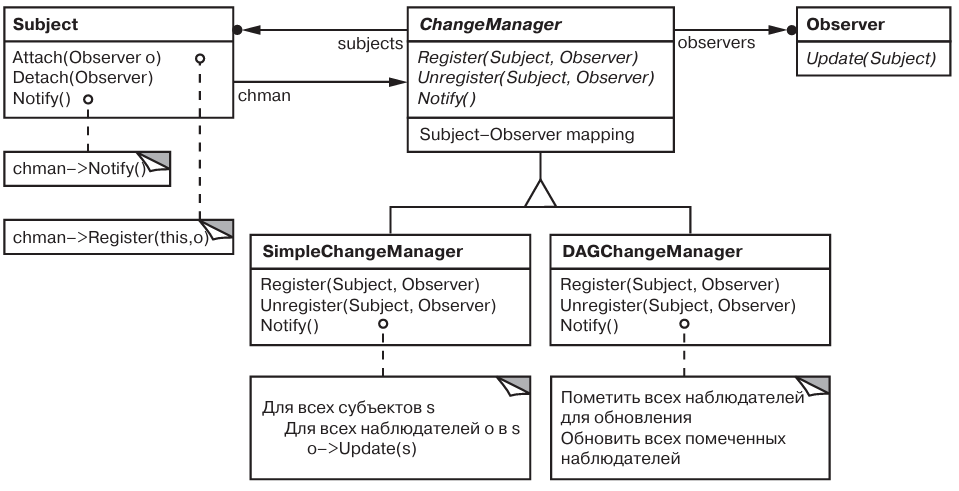 Subject
Attach(Observer o)
Detach(Observer)
Notify()
chman->Notify()
chman->Register(this,o)
subjects
chman
ChangeManager
Register(Subject, Observer)
Unregister(Subject, Observer)
Notify()
Subject-Observer mapping
observers
Observer
Update(Subject)
SimpleChangeManager
Register(Subject, Observer)
Unregister(Subject, Observer)
Notify()
Для всех субъектов s
Для всех наблюдателей o в s
o->Update(s)
DAGChangeManager
Register(Subject, Observer)
Unregister(Subject, Observer)
Notify()
Пометить всех наблюдателей
для обновления
Обновить всех помеченных
наблюдателей